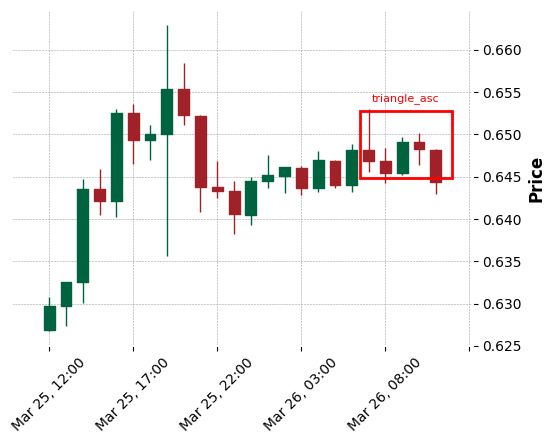 triangle_asc
0.660
0.655
0.650
0.645
0.640
0.635
0.630
0.625
Price
Mar 25, 12:00
Mar 25, 17:00
Mar 25, 22:00
Mar 26, 03:00
Mar 26, 08:00